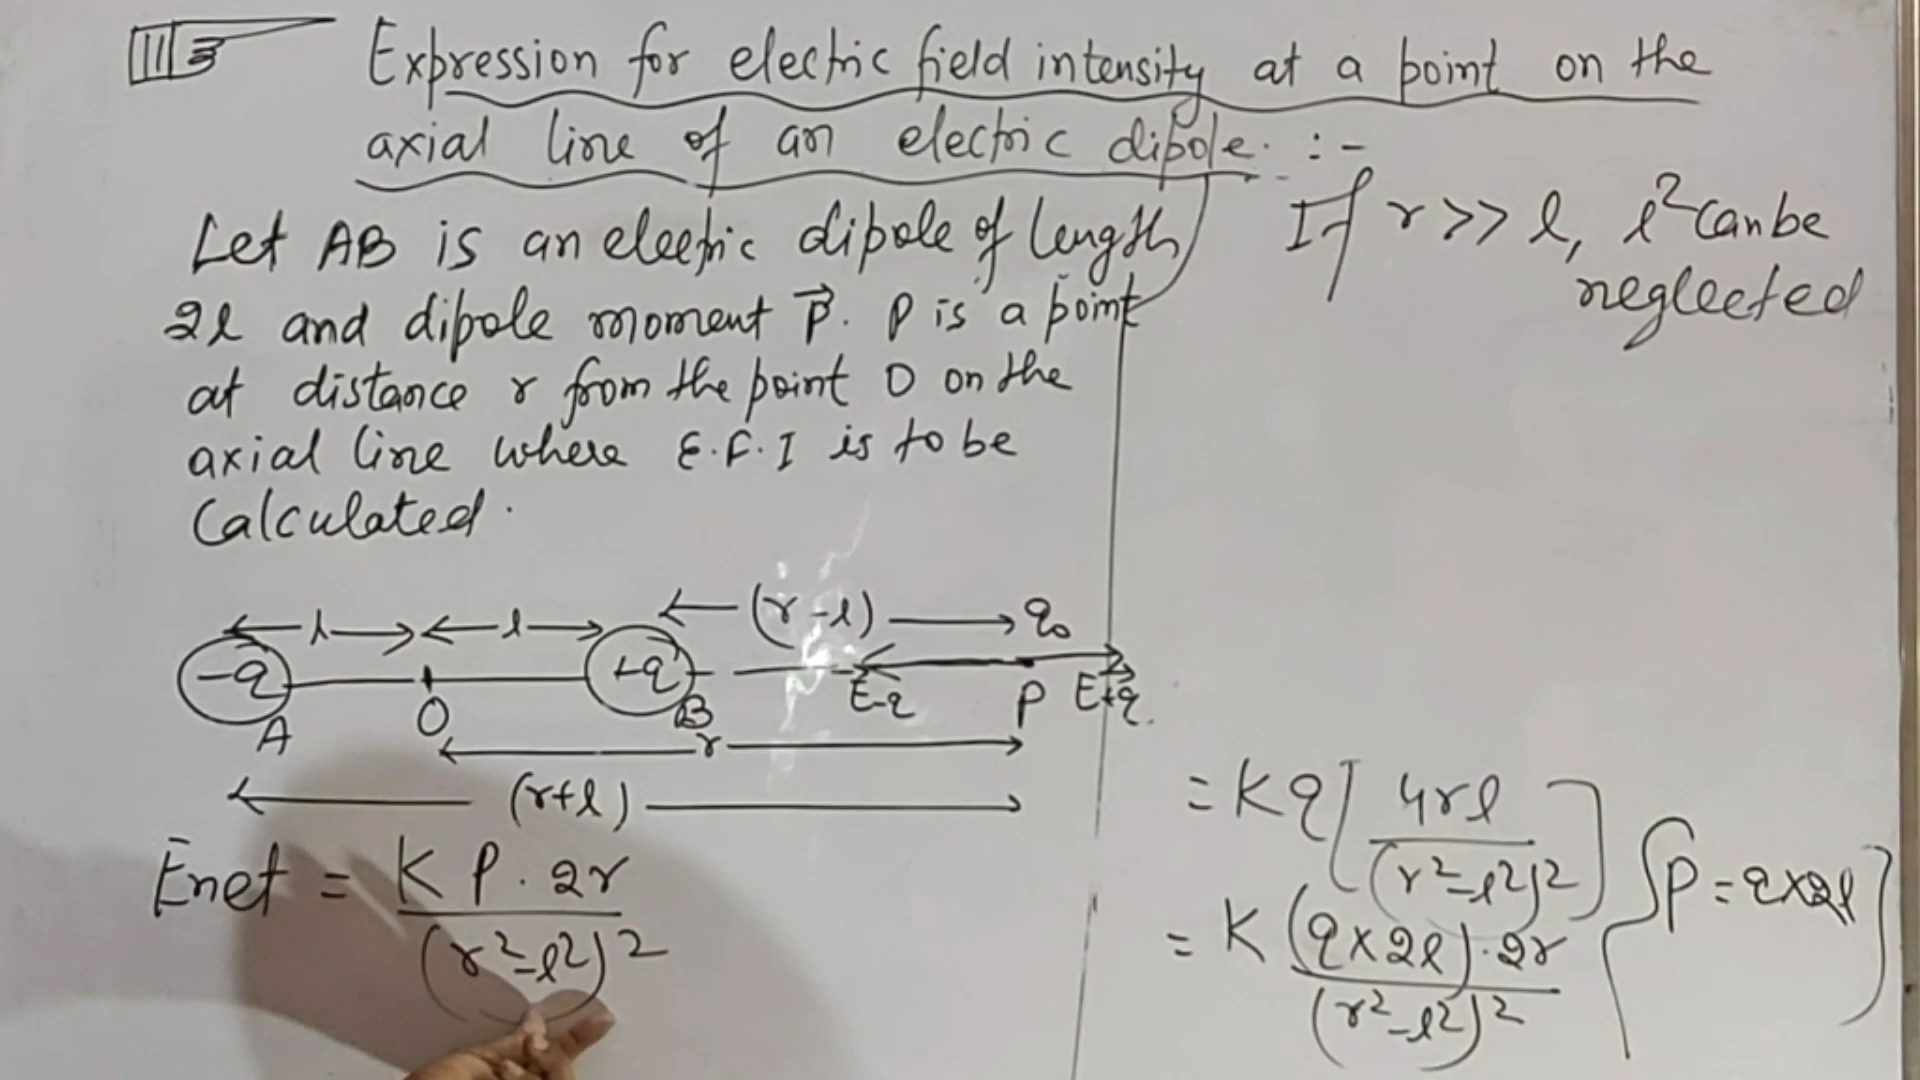 Expression for electric field intensity at a point on the
axial line of an electric dipole. :-
Let AB is an electric dipole of length
2l and dipole moment P⃗. P is a point
at distance r from the point O on the
axial line where E.F.I is to be
Calculated.
If r >> l, l² can be
neglected
l l (r-l) q₀
-q +q
A O B E-q P E+q
r
(r+l)
Enet = K P . 2r / (r²-l²)²
= Kq [ 4rl / (r²-l²)² ]
= K (q×2l) . 2r / (r²-l²)² { P = q×2l }